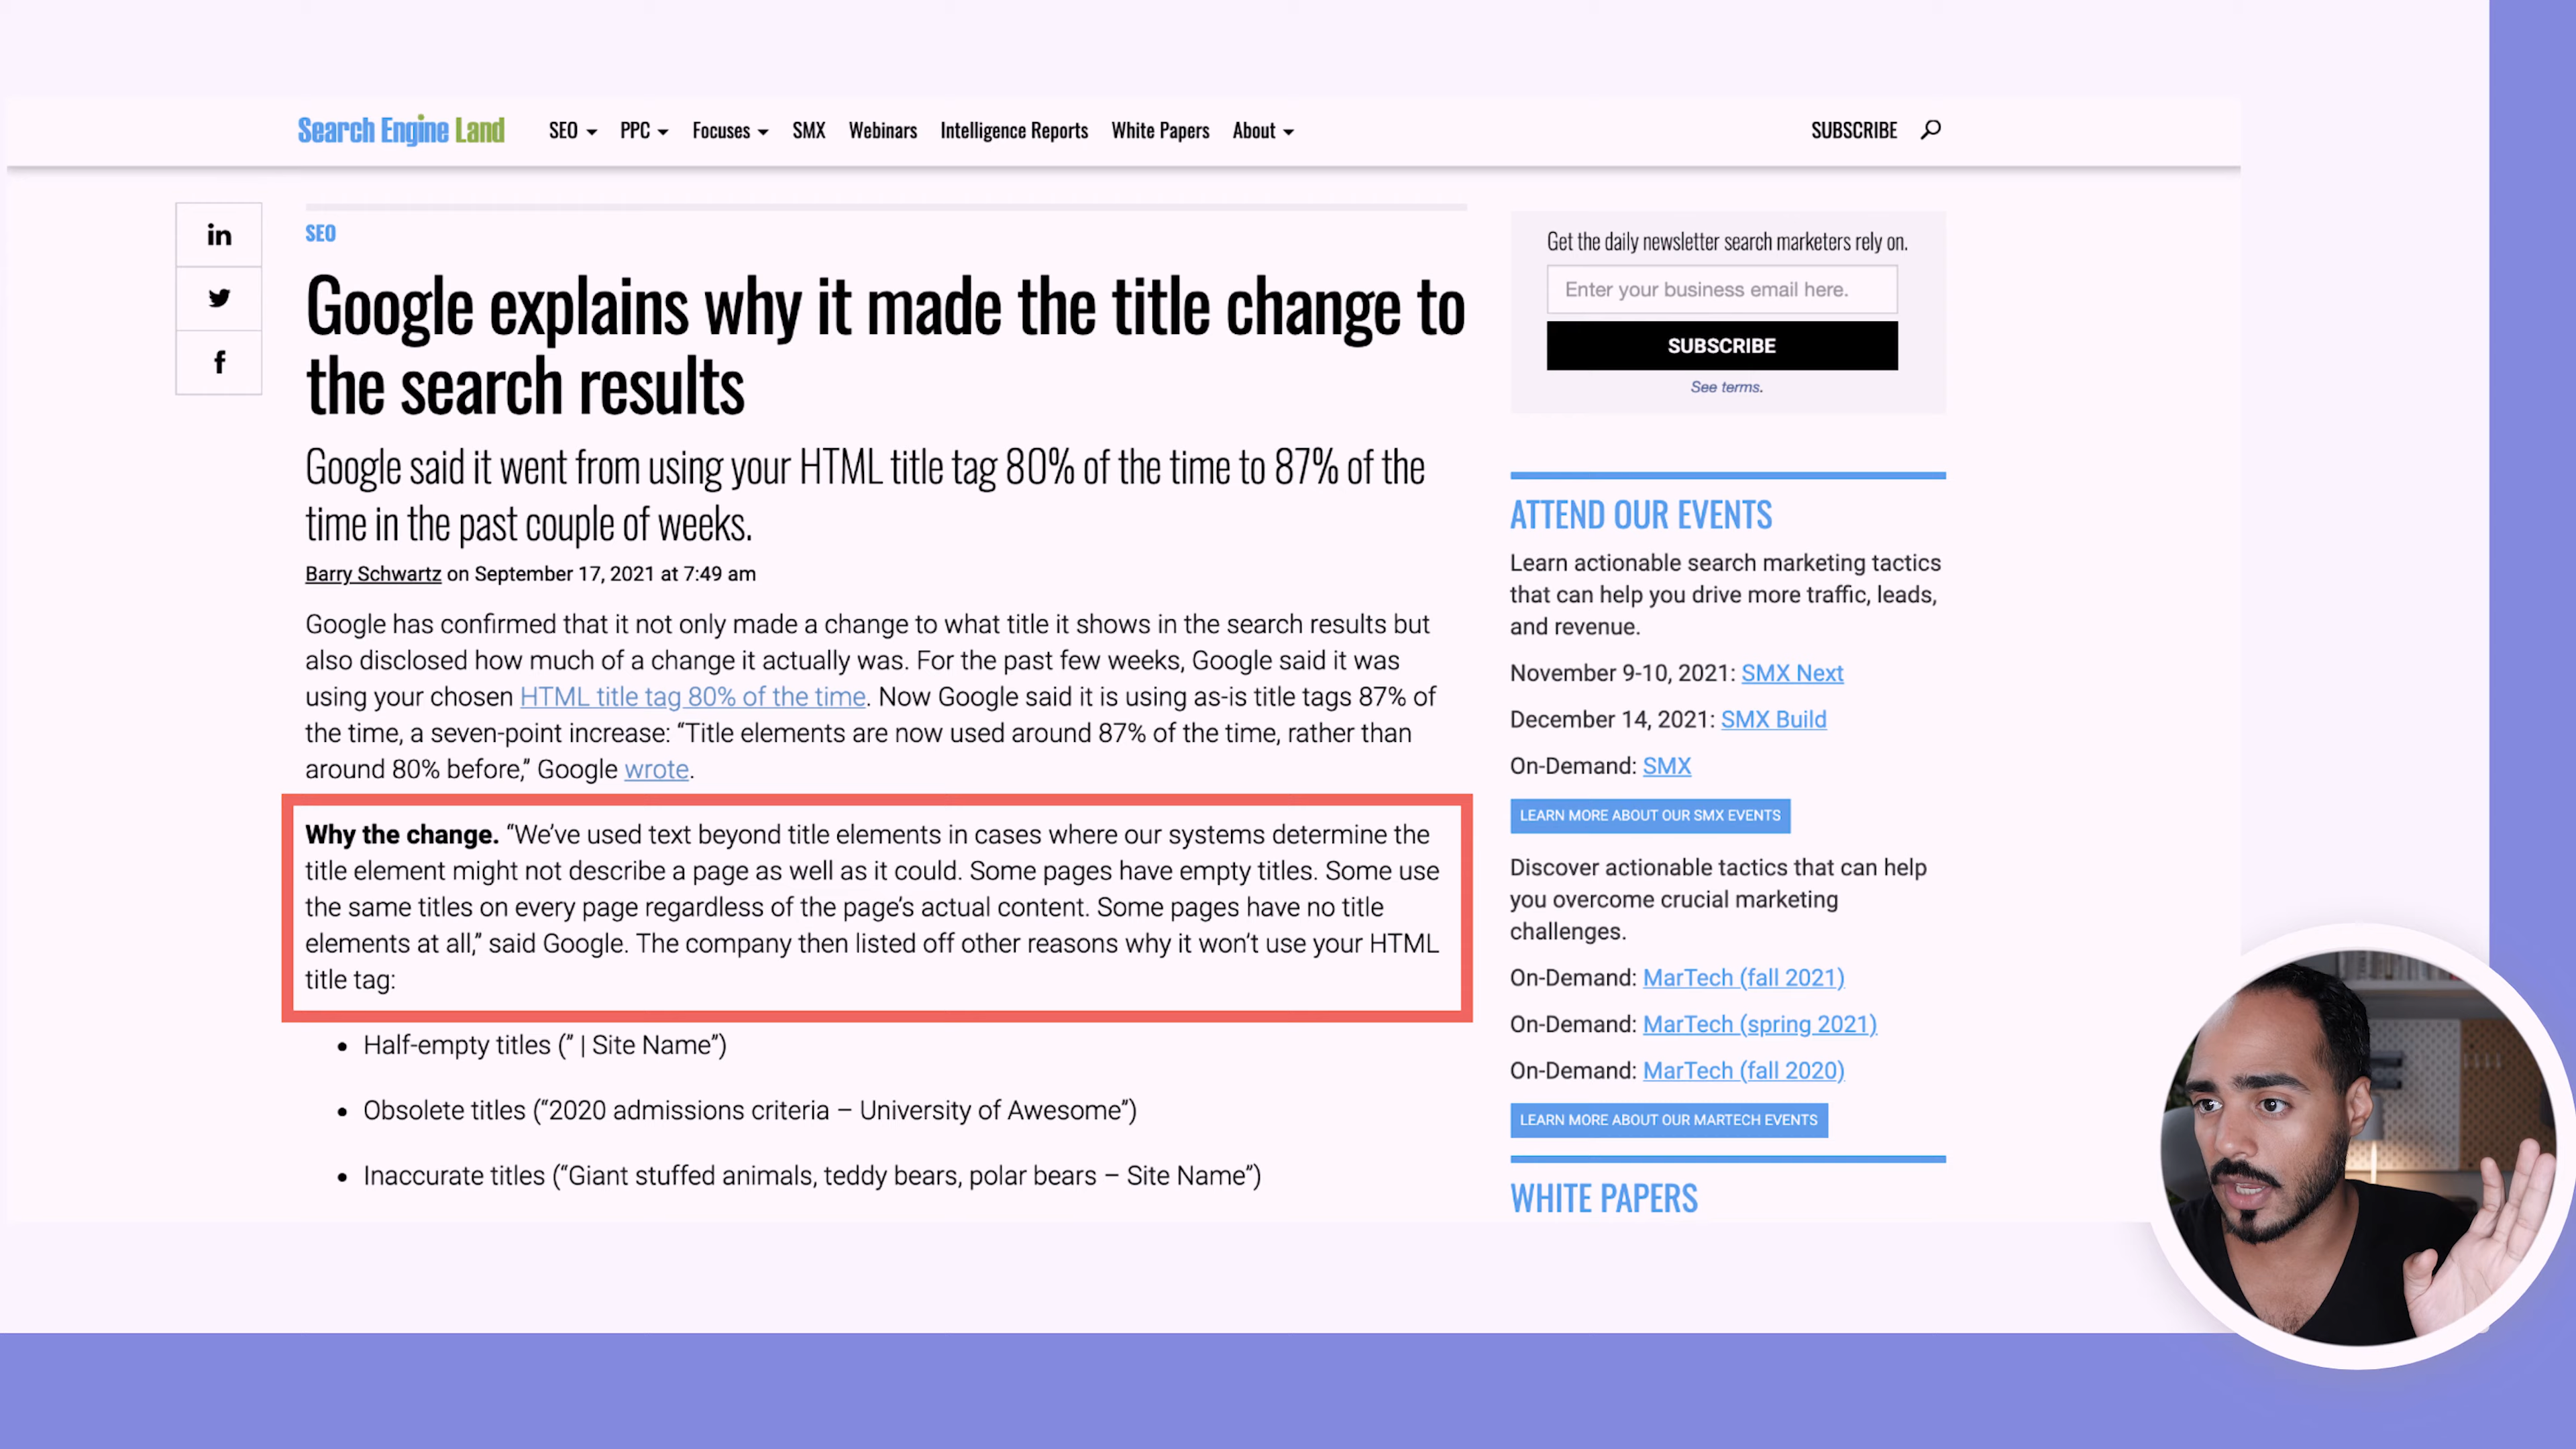 Search Engine Land
SEO PPC Focuses SMX Webinars Intelligence Reports White Papers About
SUBSCRIBE
in
f
SEO
Google explains why it made the title change to
the search results
Google said it went from using your HTML title tag 80% of the time to 87% of the
time in the past couple of weeks.
Barry Schwartz on September 17, 2021 at 7:49 am
Google has confirmed that it not only made a change to what title it shows in the search results but
also disclosed how much of a change it actually was. For the past few weeks, Google said it was
using your chosen HTML title tag 80% of the time. Now Google said it is using as-is title tags 87% of
the time, a seven-point increase: “Title elements are now used around 87% of the time, rather than
around 80% before,” Google wrote.
Why the change. “We’ve used text beyond title elements in cases where our systems determine the
title element might not describe a page as well as it could. Some pages have empty titles. Some use
the same titles on every page regardless of the page’s actual content. Some pages have no title
elements at all,” said Google. The company then listed off other reasons why it won’t use your HTML
title tag:
• Half-empty titles (” | Site Name”)
• Obsolete titles (“2020 admissions criteria – University of Awesome”)
• Inaccurate titles (“Giant stuffed animals, teddy bears, polar bears – Site Name”)
Get the daily newsletter search marketers rely on.
Enter your business email here.
SUBSCRIBE
See terms.
ATTEND OUR EVENTS
Learn actionable search marketing tactics
that can help you drive more traffic, leads,
and revenue.
November 9-10, 2021: SMX Next
December 14, 2021: SMX Build
On-Demand: SMX
LEARN MORE ABOUT OUR SMX EVENTS
Discover actionable tactics that can help
you overcome crucial marketing
challenges.
On-Demand: MarTech (fall 2021)
On-Demand: MarTech (spring 2021)
On-Demand: MarTech (fall 2020)
LEARN MORE ABOUT OUR MARTECH EVENTS
WHITE PAPERS